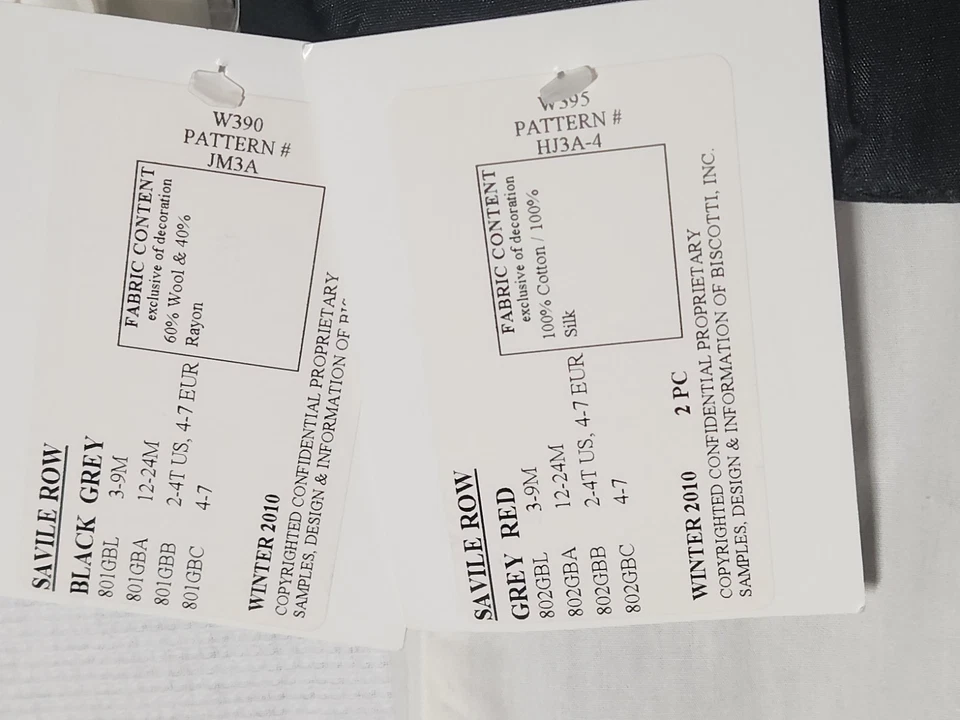 W390
PATTERN #
JM3A
FABRIC CONTENT
exclusive of decoration
60% Wool & 40%
Rayon
SAVILE ROW
BLACK GREY
801GBL 3-9M
801GBA 12-24M
801GBB 2-4T US, 4-7 EUR
801GBC 4-7
WINTER 2010
COPYRIGHTED CONFIDENTIAL PROPRIETARY
SAMPLES, DESIGN & INFORMATION OF
W395
PATTERN #
HJ3A-4
FABRIC CONTENT
exclusive of decoration
100% Cotton / 100%
Silk
SAVILE ROW
GREY RED
802GBL 3-9M
802GBA 12-24M
802GBB 2-4T US, 4-7 EUR
802GBC 4-7
WINTER 2010 2 PC
COPYRIGHTED CONFIDENTIAL PROPRIETARY
SAMPLES, DESIGN & INFORMATION OF BISCOTTI, INC.